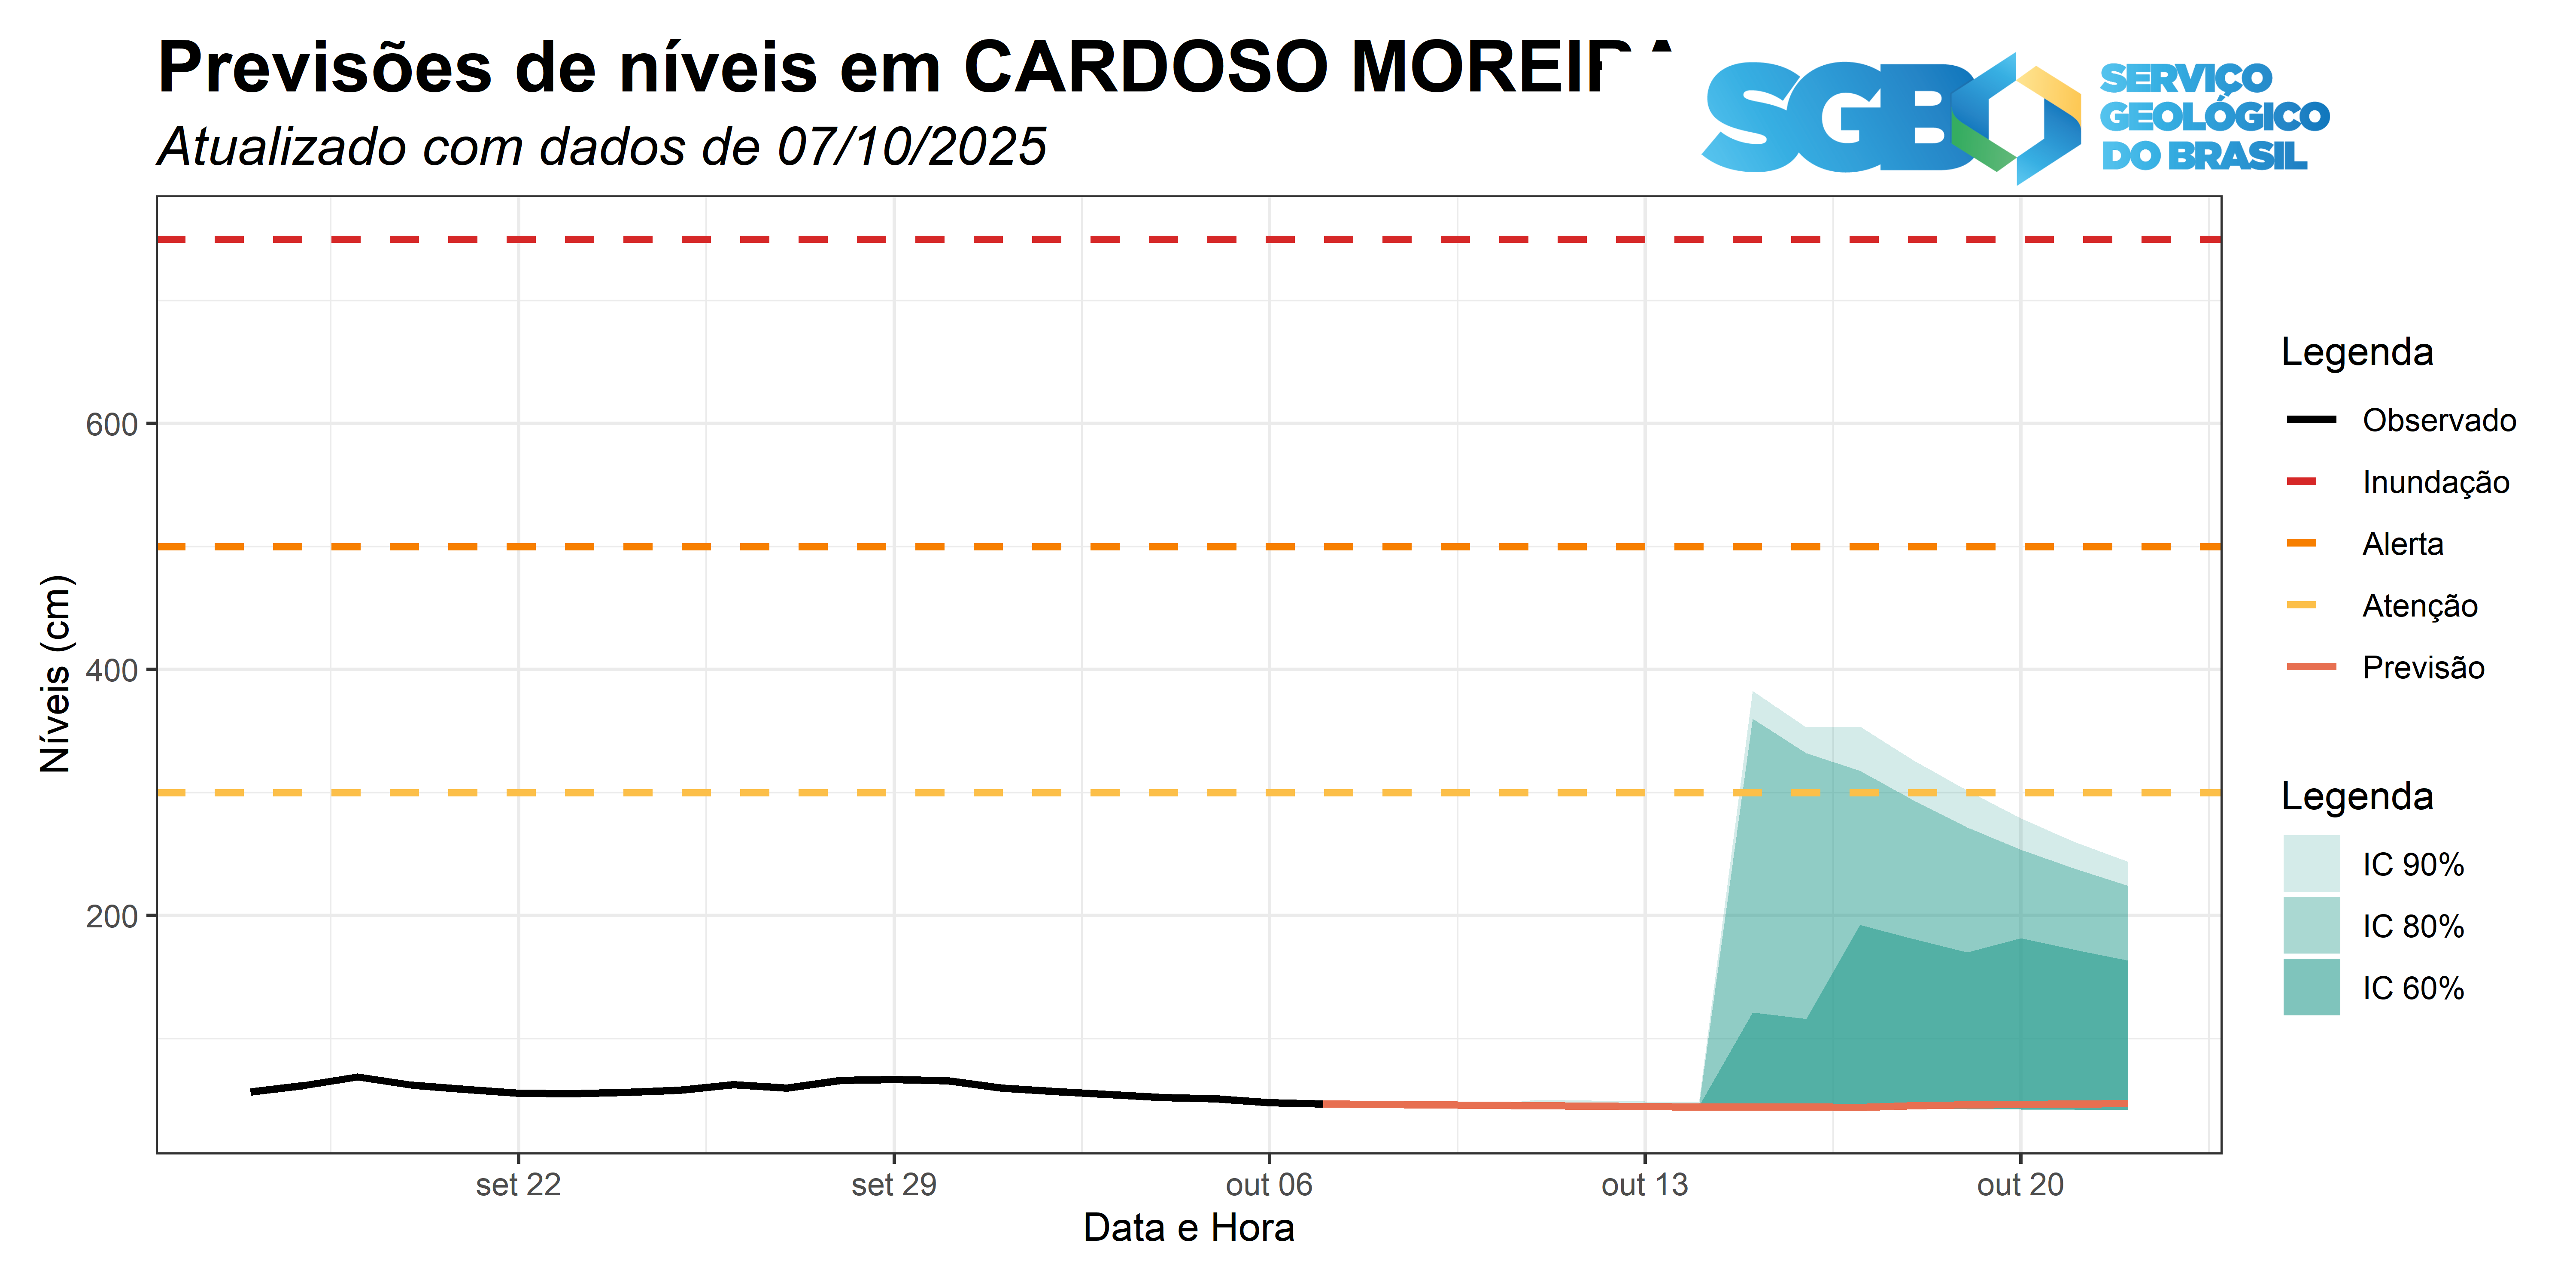 Previsões de níveis em CARDOSO MOREIRA
Atualizado com dados de 07/10/2025
SGB
SERVIÇO
GEOLÓGICO
DO BRASIL
Níveis (cm)
600
400
200
set 22
set 29
out 06
out 13
out 20
Data e Hora
Legenda
Observado
Inundação
Alerta
Atenção
Previsão
Legenda
IC 90%
IC 80%
IC 60%